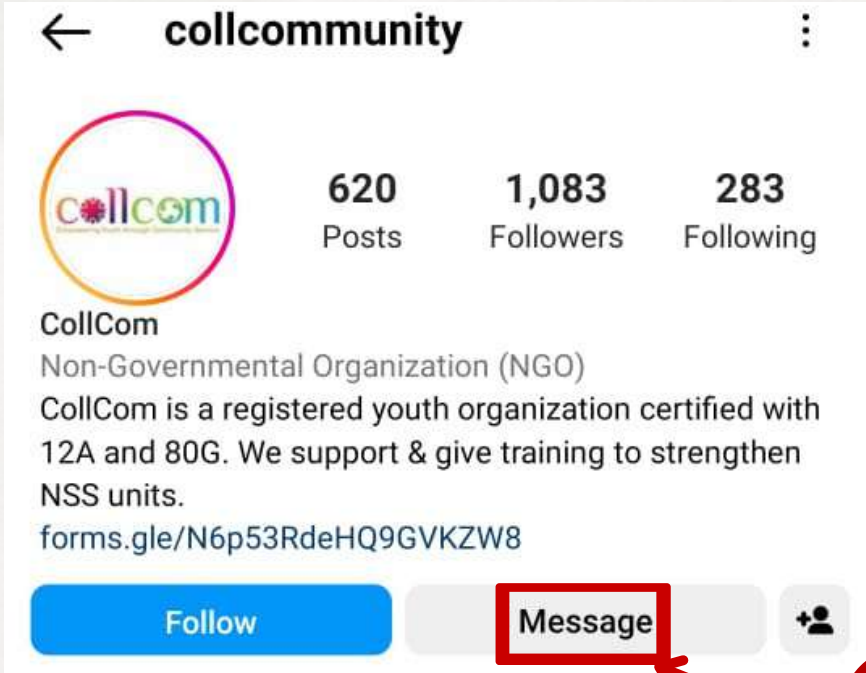 collcommunity
collcom
620 1,083 283
Posts Followers Following
CollCom
Non-Governmental Organization (NGO)
CollCom is a registered youth organization certified with
12A and 80G. We support & give training to strengthen
NSS units.
forms.gle/N6p53RdeHQ9GVKZW8
Follow Message